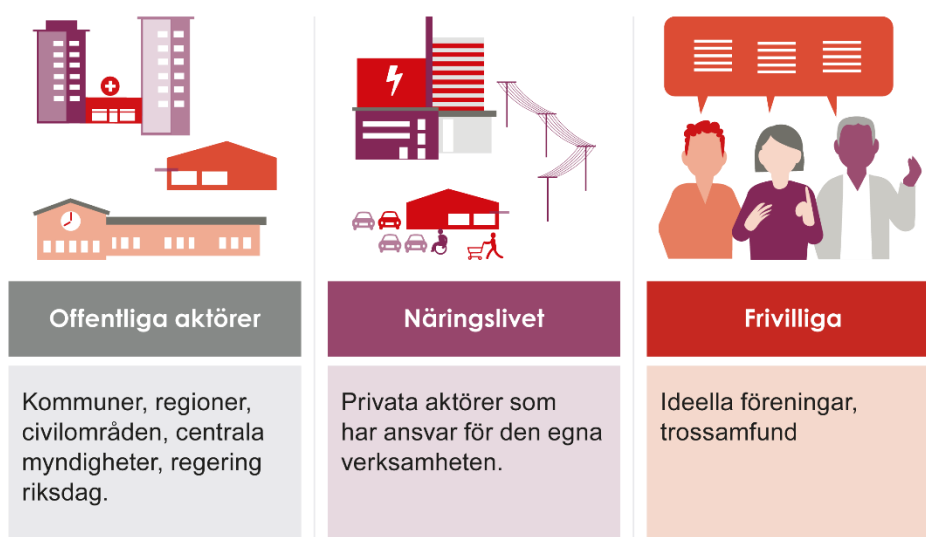 Offentliga aktörer
Kommuner, regioner,
civilområden, centrala
myndigheter, regering
riksdag.
Näringslivet
Privata aktörer som
har ansvar för den egna
verksamheten.
Frivilliga
Ideella föreningar,
trossamfund